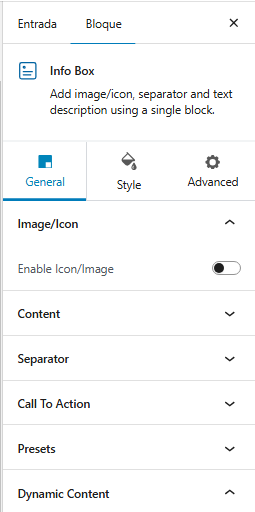 Entrada Bloque
Info Box
Add image/icon, separator and text
description using a single block.
General Style Advanced
Image/Icon
Enable Icon/Image
Content
Separator
Call To Action
Presets
Dynamic Content